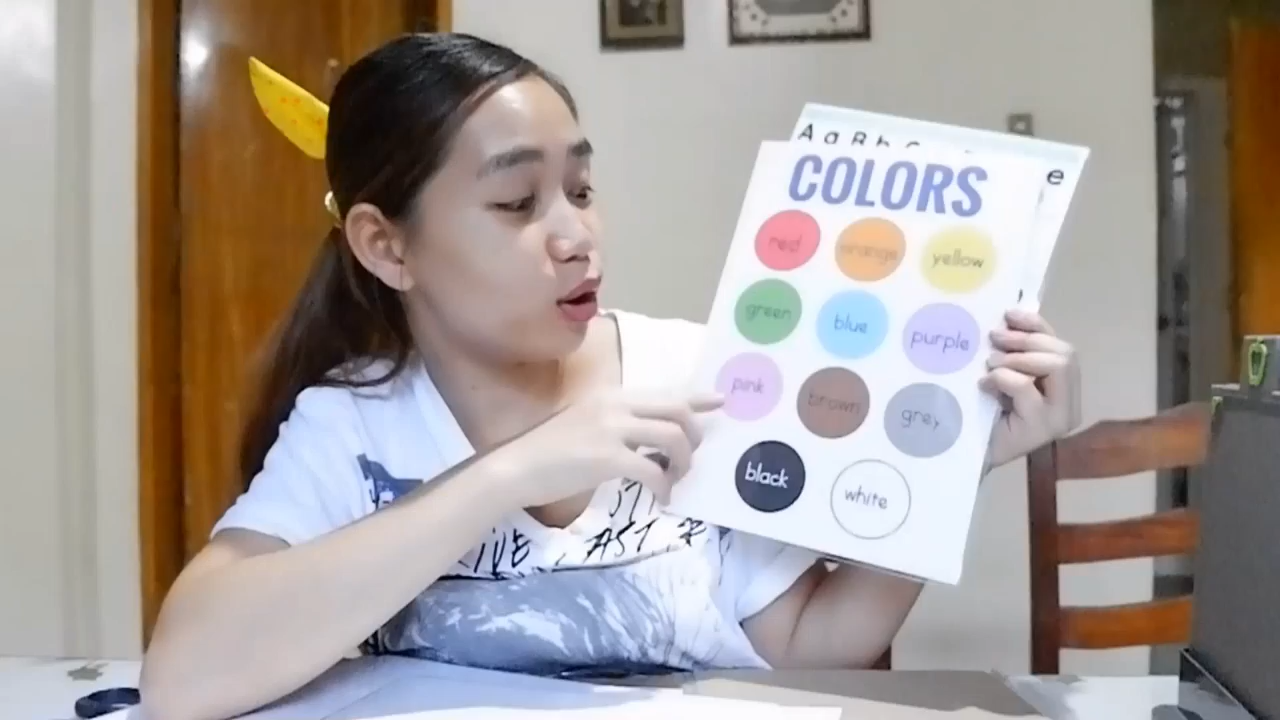 A a B b
e
COLORS
red orange yellow
green blue purple
pink brown grey
black white